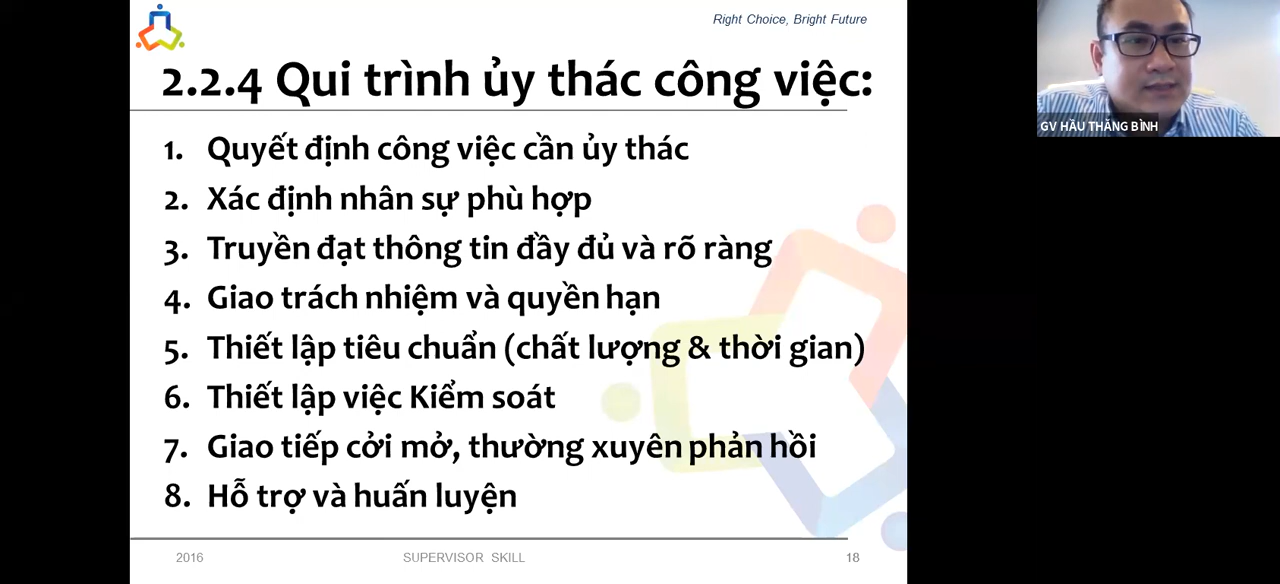 Right Choice, Bright Future
2.2.4 Qui trình ủy thác công việc:
1. Quyết định công việc cần ủy thác
2. Xác định nhân sự phù hợp
3. Truyền đạt thông tin đầy đủ và rõ ràng
4. Giao trách nhiệm và quyền hạn
5. Thiết lập tiêu chuẩn (chất lượng & thời gian)
6. Thiết lập việc Kiểm soát
7. Giao tiếp cởi mở, thường xuyên phản hồi
8. Hỗ trợ và huấn luyện
2016 SUPERVISOR SKILL 18
GV HẦU THĂNG BÌNH